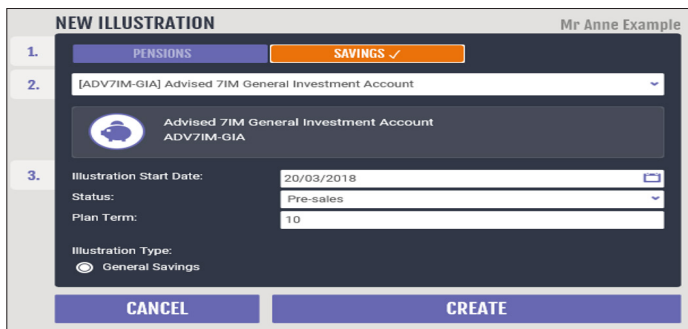 NEW ILLUSTRATION Mr Anne Example
1. PENSIONS SAVINGS ✓
2. [ADV7IM-GIA] Advised 7IM General Investment Account
Advised 7IM General Investment Account
ADV7IM-GIA
3. Illustration Start Date: 20/03/2018
Status: Pre-sales
Plan Term: 10
Illustration Type:
General Savings
CANCEL CREATE